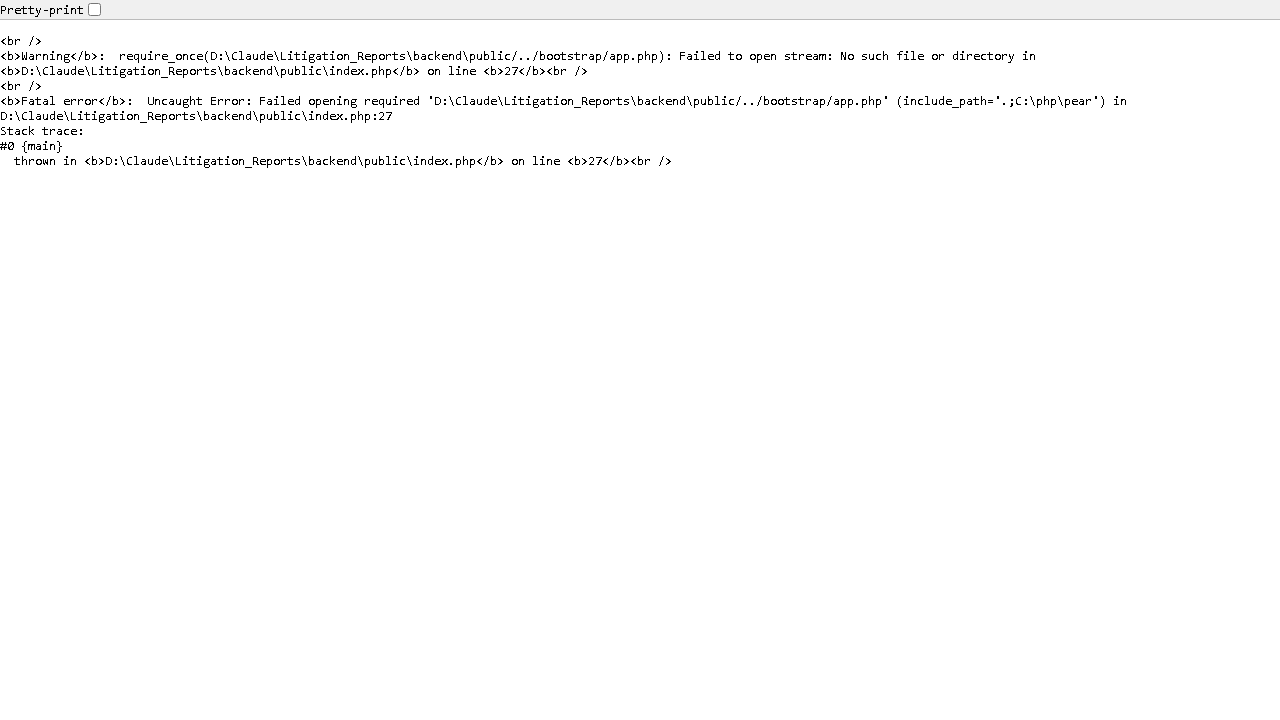 Pretty-print
<br />
<b>Warning</b>:  require_once(D:\Claude\Litigation_Reports\backend\public/../bootstrap/app.php): Failed to open stream: No such file or directory in
<b>D:\Claude\Litigation_Reports\backend\public\index.php</b> on line <b>27</b><br />
<br />
<b>Fatal error</b>:  Uncaught Error: Failed opening required 'D:\Claude\Litigation_Reports\backend\public/../bootstrap/app.php' (include_path='.;C:\php\pear') in
D:\Claude\Litigation_Reports\backend\public\index.php:27
Stack trace:
#0 {main}
  thrown in <b>D:\Claude\Litigation_Reports\backend\public\index.php</b> on line <b>27</b><br />